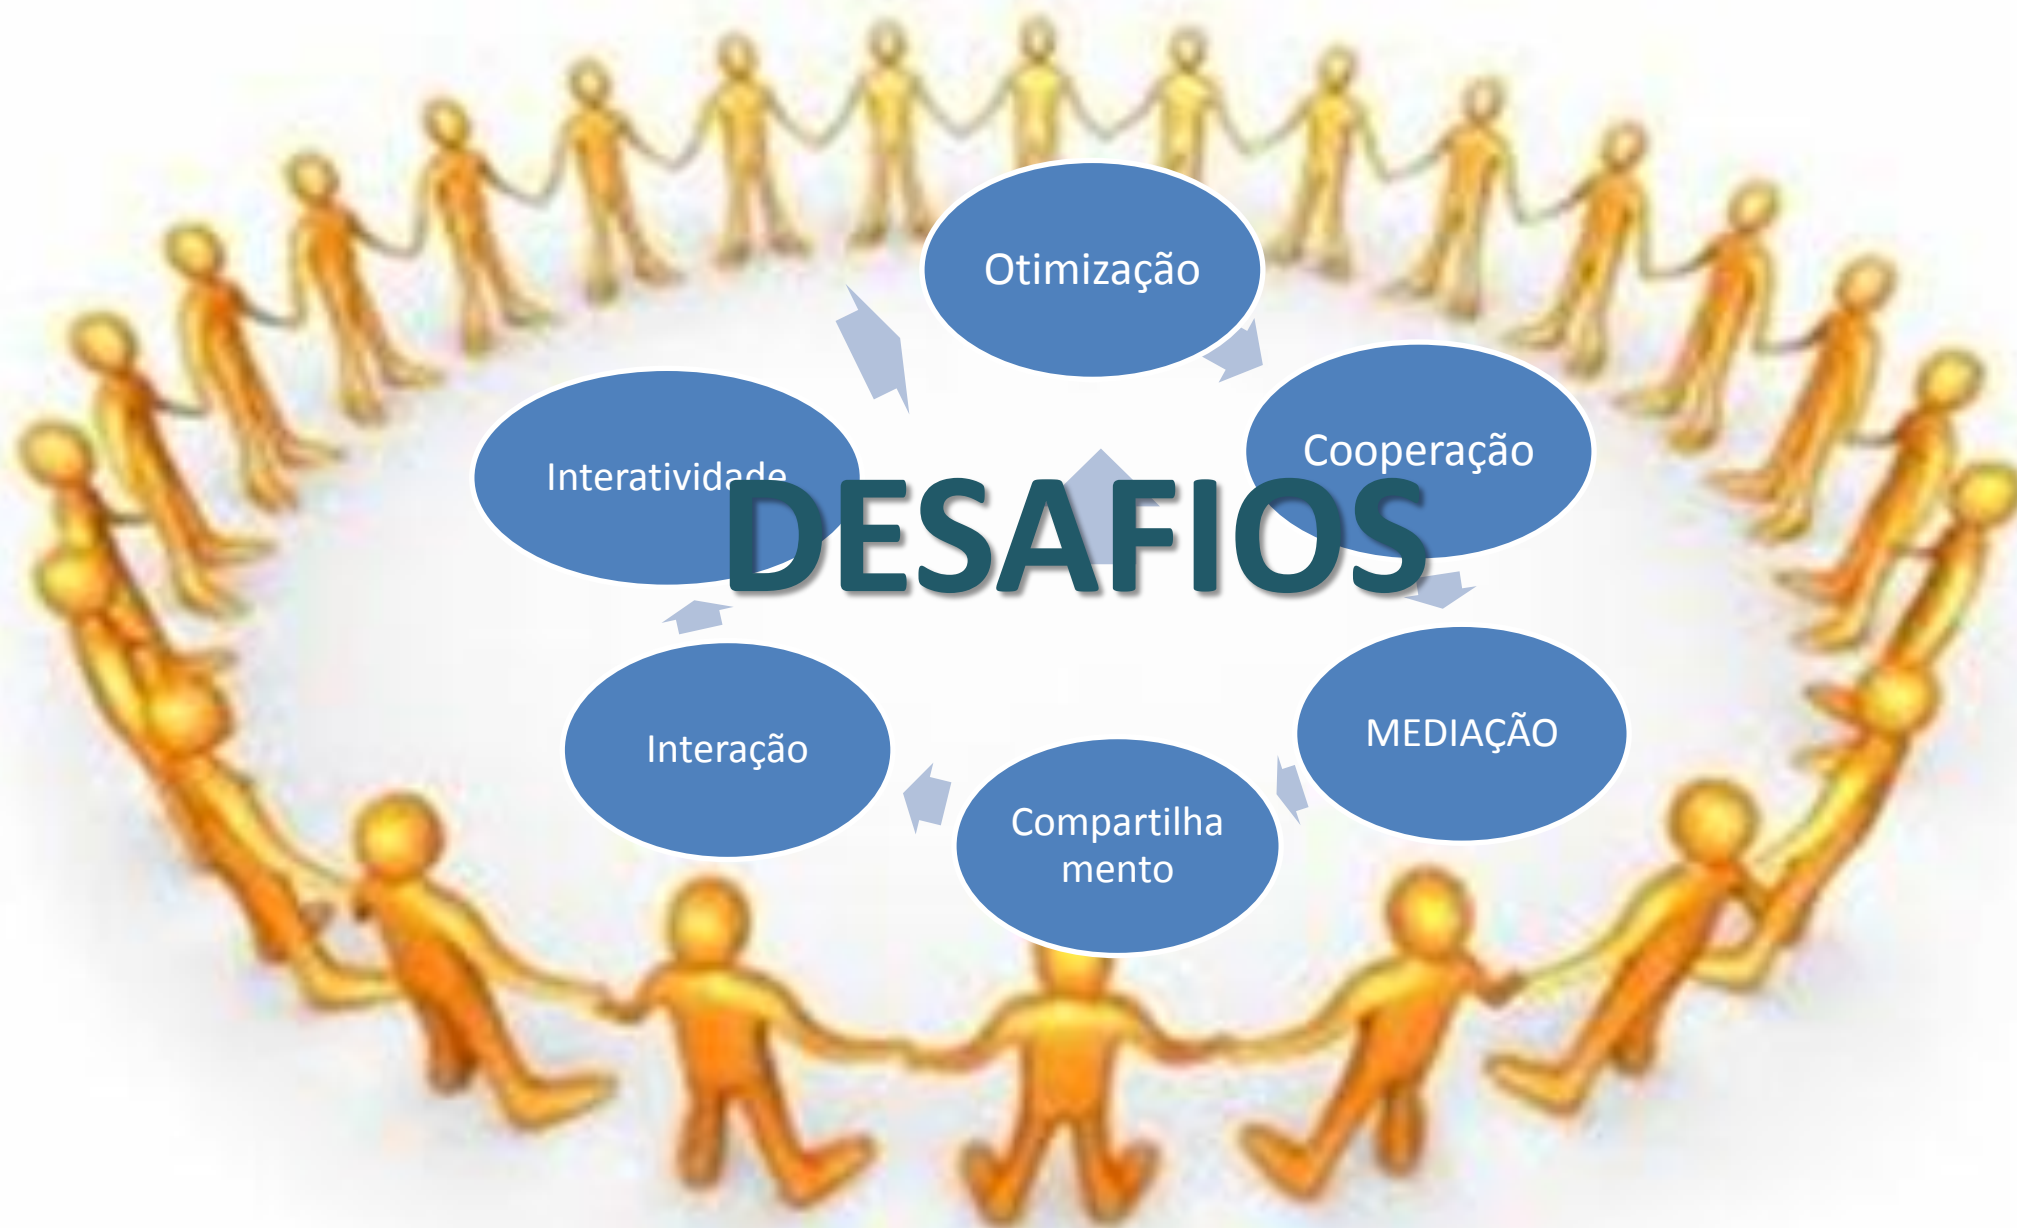 Otimização
Cooperação
Interatividade
DESAFIOS
MEDIAÇÃO
Interação
Compartilha
mento